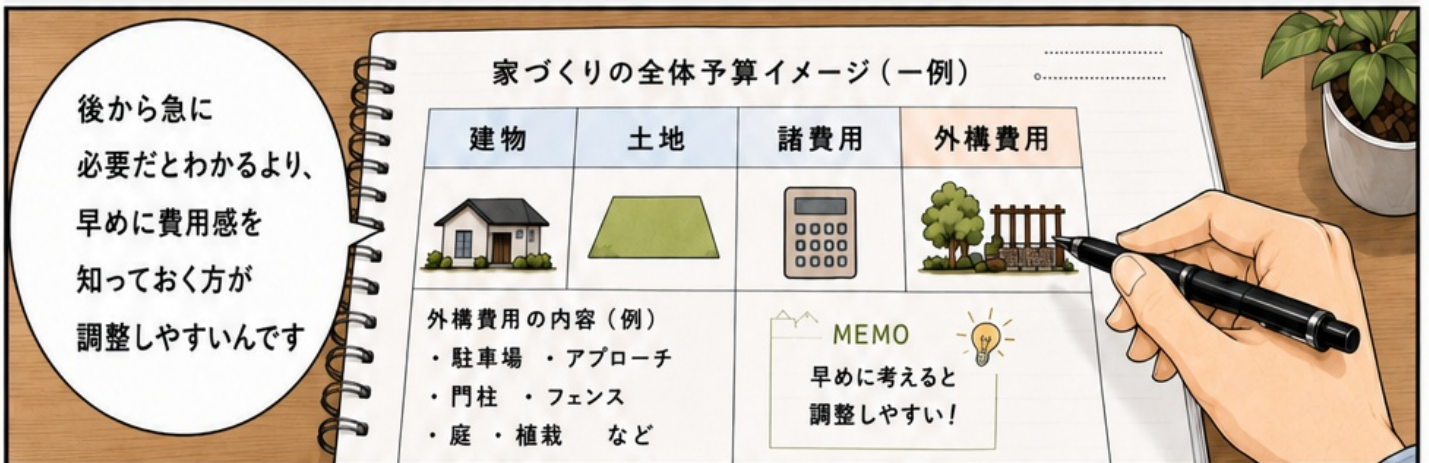 後から急に
必要だとわかるより、
早めに費用感を
知っておく方が
調整しやすいんです
家づくりの全体予算イメージ（一例）
建物 土地 諸費用 外構費用
外構費用の内容（例）
・駐車場 ・アプローチ
・門柱 ・フェンス
・庭 ・植栽 など
MEMO
早めに考えると
調整しやすい！